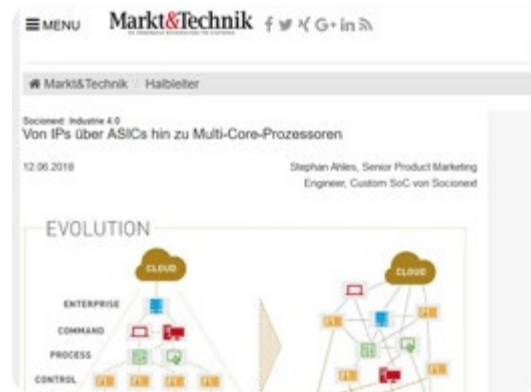 MENU Markt&Technik
Markt&Technik / Halbleiter
Socionext: Industrie 4.0
Von IPs über ASICs hin zu Multi-Core-Prozessoren
12.06.2018
Stephan Ahles, Senior Product Marketing
Engineer, Custom SoC von Socionext
EVOLUTION
CLOUD CLOUD
ENTERPRISE
COMMAND
PROCESS
CONTROL